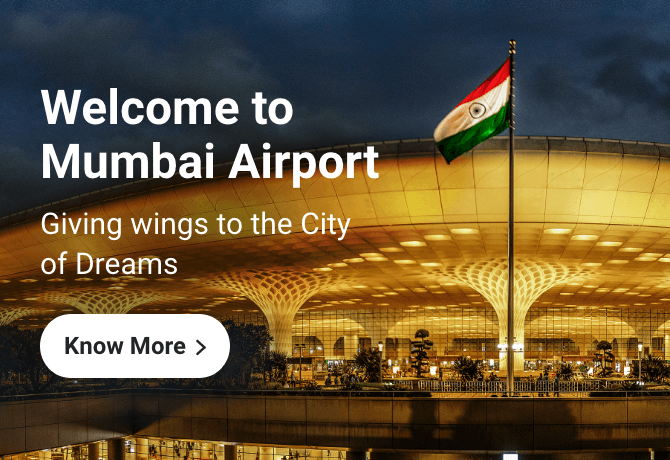 Welcome to
Mumbai Airport
Giving wings to the City
of Dreams
Know More